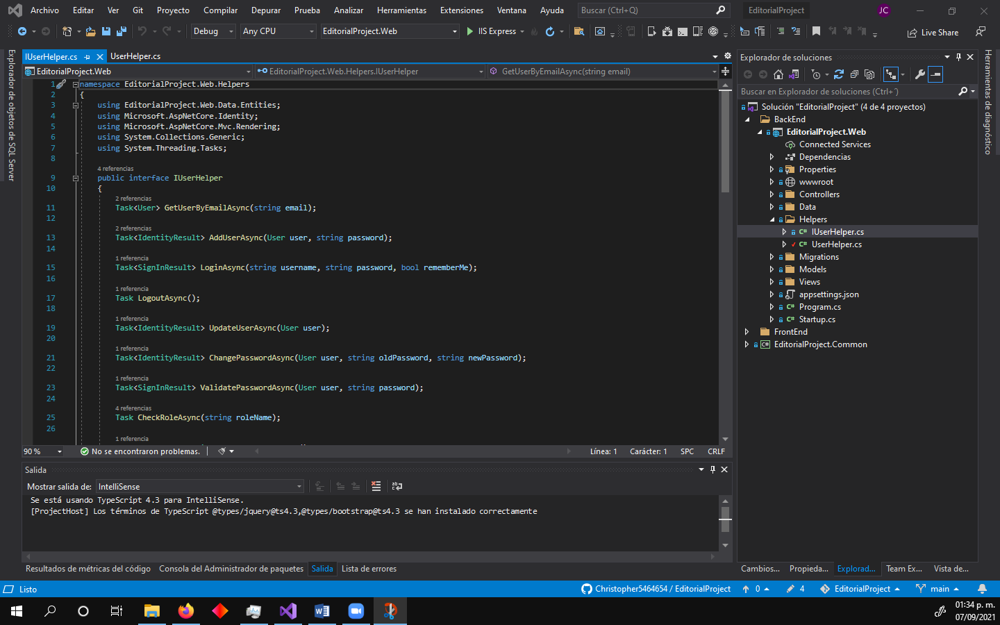 Archivo Editar Ver Git Proyecto Compilar Depurar Prueba Analizar Herramientas Extensiones Ventana Ayuda Buscar (Ctrl+Q) EditorialProject JC
Debug Any CPU EditorialProject.Web IIS Express Live Share
Explorador de objetos de SQL Server
IUserHelper.cs UserHelper.cs
EditorialProject.Web EditorialProject.Web.Helpers.IUserHelper GetUserByEmailAsync(string email)
1 namespace EditorialProject.Web.Helpers
2 {
3 using EditorialProject.Web.Data.Entities;
4 using Microsoft.AspNetCore.Identity;
5 using Microsoft.AspNetCore.Mvc.Rendering;
6 using System.Collections.Generic;
7 using System.Threading.Tasks;
8
4 referencias
9 public interface IUserHelper
10 {
2 referencias
11 Task<User> GetUserByEmailAsync(string email);
12
2 referencias
13 Task<IdentityResult> AddUserAsync(User user, string password);
14
1 referencia
15 Task<SignInResult> LoginAsync(string username, string password, bool rememberMe);
16
1 referencia
17 Task LogoutAsync();
18
1 referencia
19 Task<IdentityResult> UpdateUserAsync(User user);
20
1 referencia
21 Task<IdentityResult> ChangePasswordAsync(User user, string oldPassword, string newPassword);
22
1 referencia
23 Task<SignInResult> ValidatePasswordAsync(User user, string password);
24
4 referencias
25 Task CheckRoleAsync(string roleName);
26
1 referencia
90 % No se encontraron problemas. Línea: 1 Carácter: 1 SPC CRLF
Salida
Mostrar salida de: IntelliSense
Se está usando TypeScript 4.3 para IntelliSense.
[ProjectHost] Los términos de TypeScript @types/jquery@ts4.3,@types/bootstrap@ts4.3 se han instalado correctamente
Resultados de métricas del código Consola del Administrador de paquetes Salida Lista de errores
Explorador de soluciones
Buscar en Explorador de soluciones (Ctrl+´)
Solución "EditorialProject" (4 de 4 proyectos)
BackEnd
EditorialProject.Web
Connected Services
Dependencias
Properties
wwwroot
Controllers
Data
Helpers
C# IUserHelper.cs
C# UserHelper.cs
Migrations
Models
Views
appsettings.json
C# Program.cs
C# Startup.cs
FrontEnd
C# EditorialProject.Common
Cambios... Propieda... Explorad... Team Ex... Vista de...
Herramientas de diagnóstico
Listo Christopher5464654 / EditorialProject 0 4 EditorialProject main
01:34 p. m.
07/09/2021